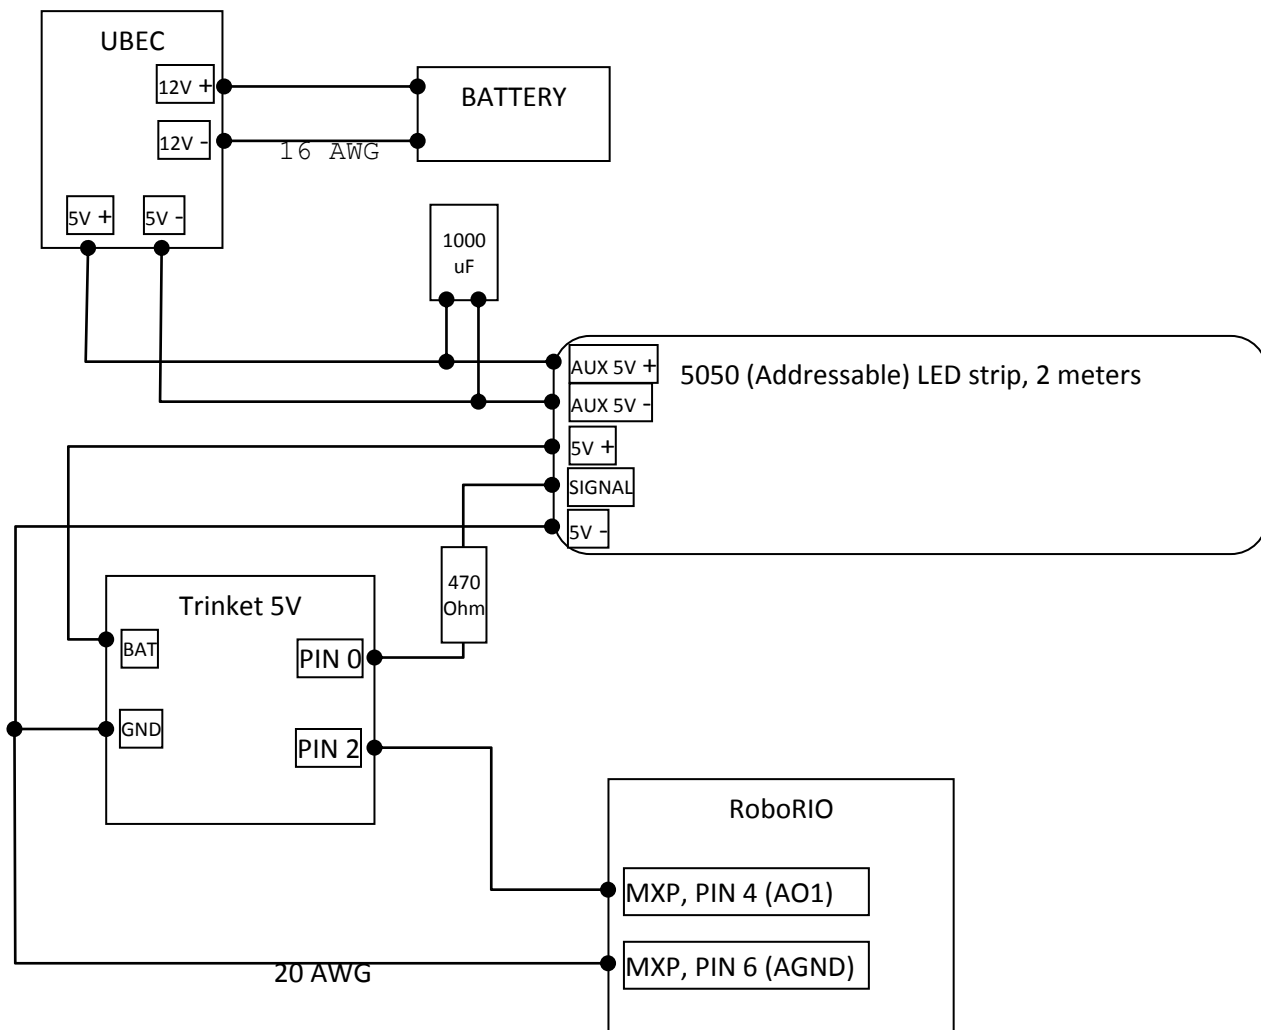 UBEC
12V +
BATTERY
12V -
16 AWG
5V +
5V -
1000
uF
AUX 5V +
5050 (Addressable) LED strip, 2 meters
AUX 5V -
5V +
SIGNAL
5V -
470
Ohm
Trinket 5V
BAT
PIN 0
GND
PIN 2
RoboRIO
MXP, PIN 4 (AO1)
MXP, PIN 6 (AGND)
20 AWG